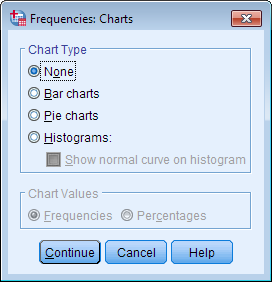 Frequencies: Charts
Chart Type
None
Bar charts
Pie charts
Histograms:
Show normal curve on histogram
Chart Values
Frequencies Percentages
Continue Cancel Help